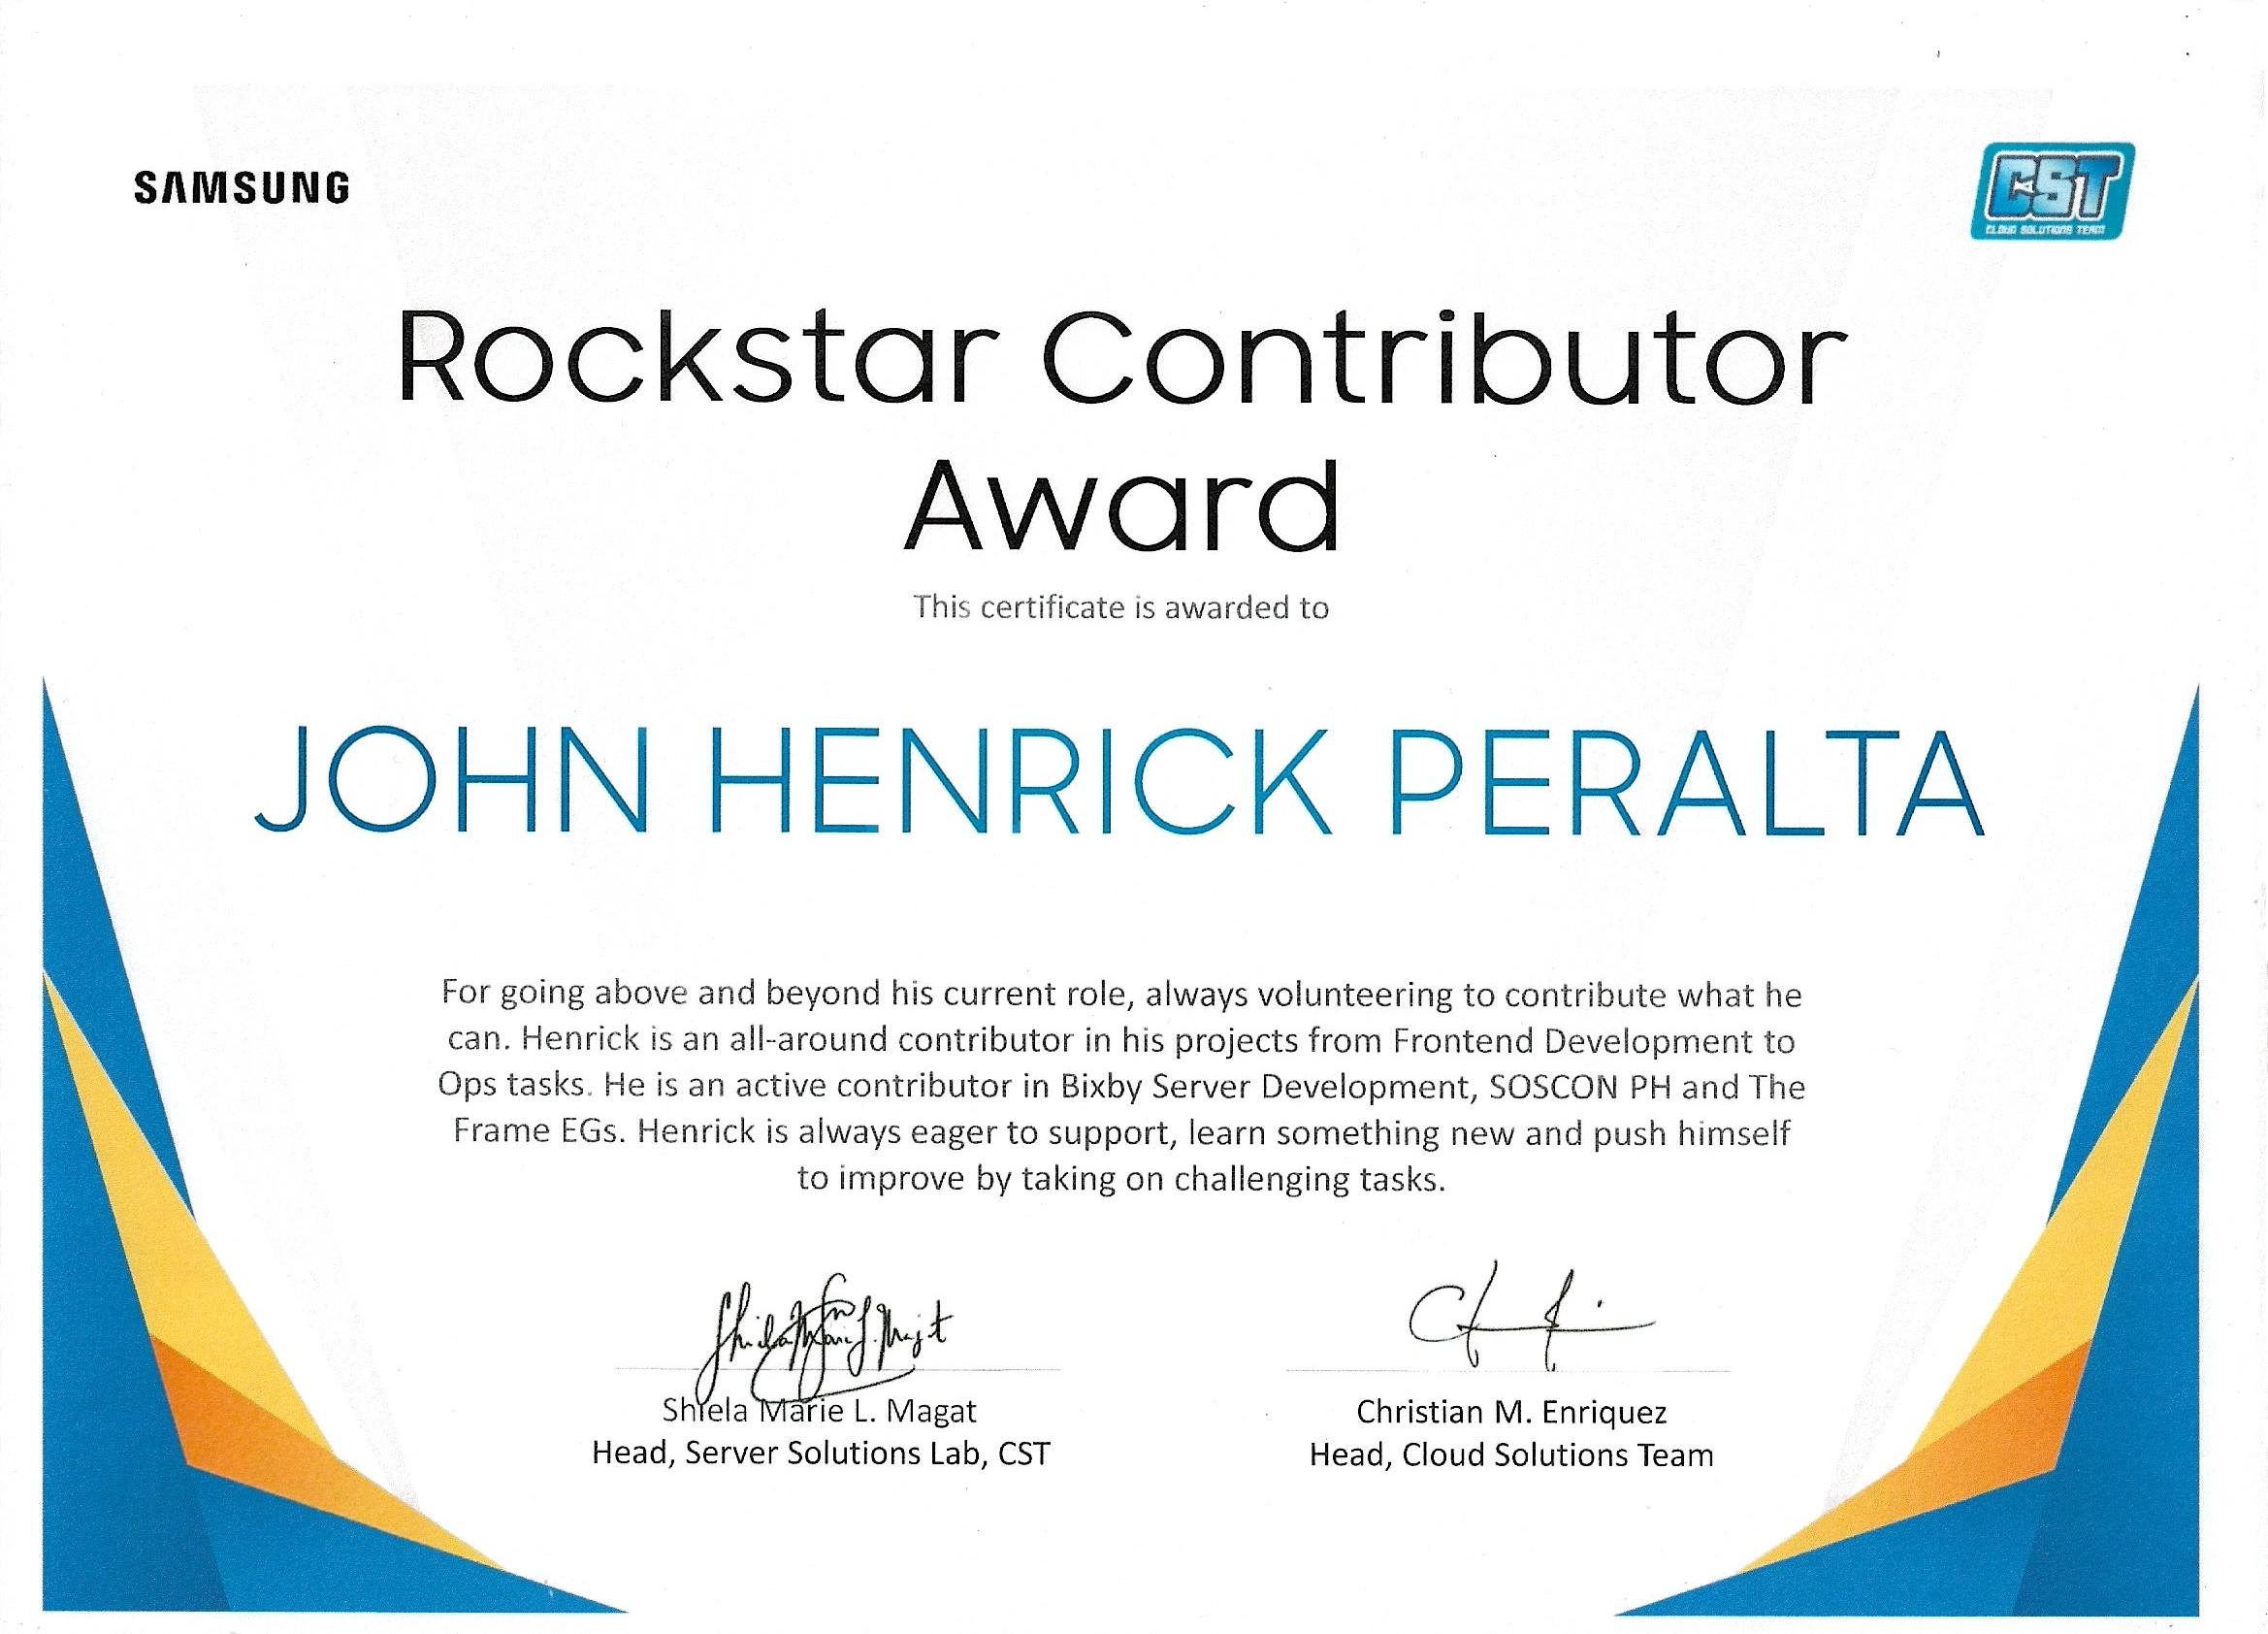 SAMSUNG
CST
CLOUD SOLUTIONS TEAM
Rockstar Contributor
Award
This certificate is awarded to
JOHN HENRICK PERALTA
For going above and beyond his current role, always volunteering to contribute what he
can. Henrick is an all-around contributor in his projects from Frontend Development to
Ops tasks. He is an active contributor in Bixby Server Development, SOSCON PH and The
Frame EGs. Henrick is always eager to support, learn something new and push himself
to improve by taking on challenging tasks.
Shiela Marie L. Magat
Head, Server Solutions Lab, CST
Christian M. Enriquez
Head, Cloud Solutions Team